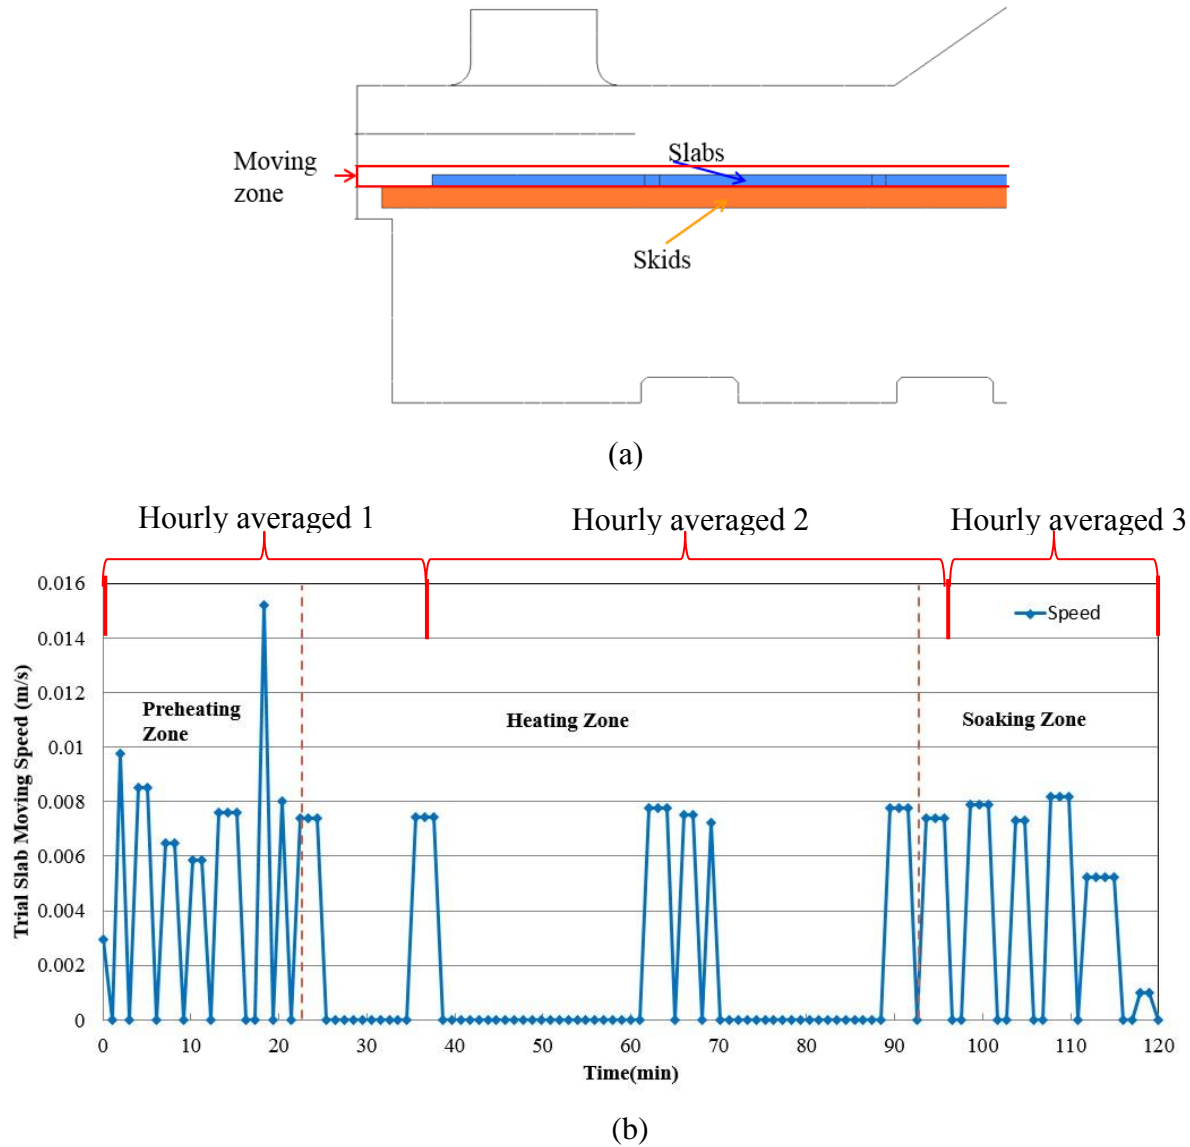 Moving
zone
Slabs
Skids
(a)
Hourly averaged 1
Hourly averaged 2
Hourly averaged 3
0.016
0.014
0.012
0.01
0.008
0.006
0.004
0.002
0
Trial Slab Moving Speed (m/s)
Speed
Preheating
Zone
Heating Zone
Soaking Zone
0 10 20 30 40 50 60 70 80 90 100 110 120
Time(min)
(b)